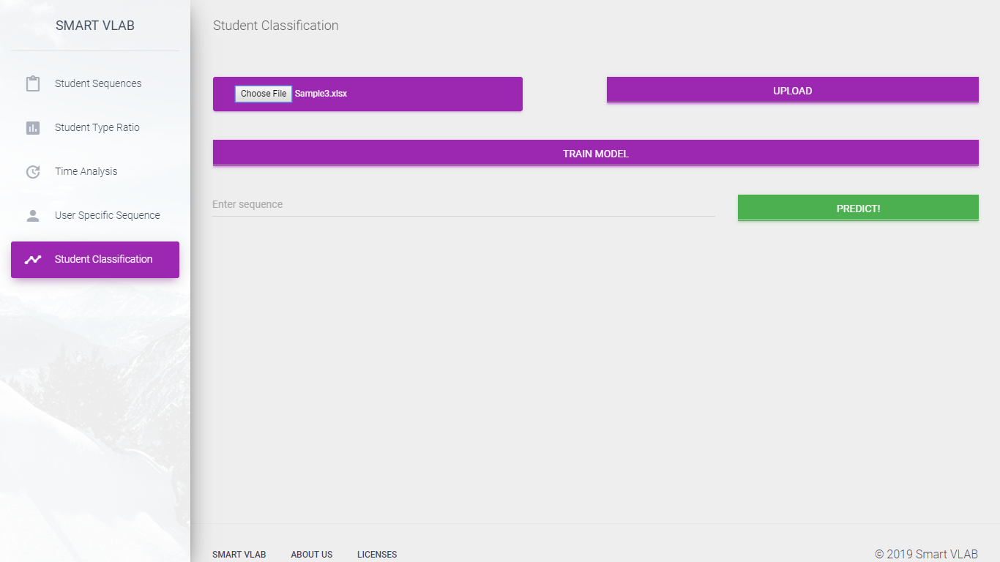 SMART VLAB
Student Sequences
Student Type Ratio
Time Analysis
User Specific Sequence
Student Classification
Student Classification
Choose File Sample3.xlsx
UPLOAD
TRAIN MODEL
Enter sequence
PREDICT!
SMART VLAB ABOUT US LICENSES
© 2019 Smart VLAB